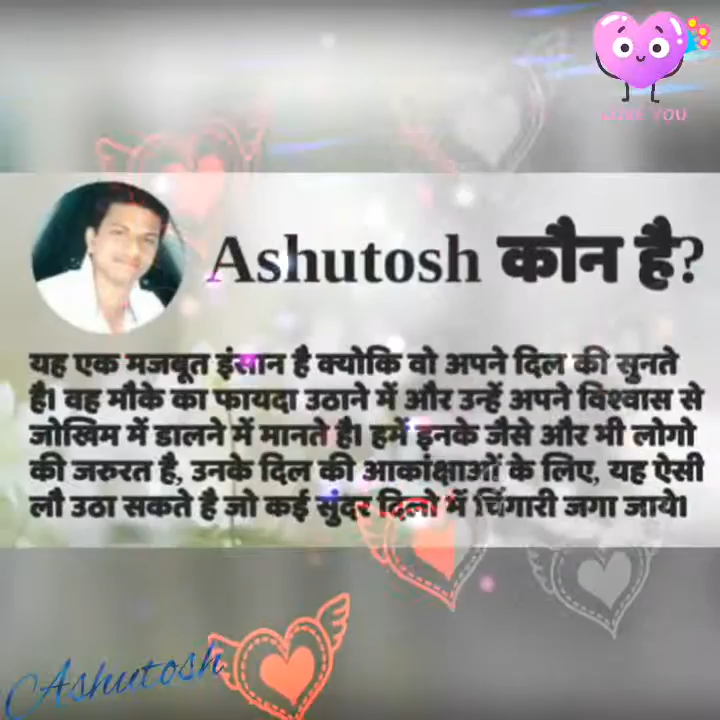 LOVE YOU
Ashutosh कौन है?
यह एक मजबूत इंसान है क्योकि वो अपने दिल की सुनते
है। वह मौके का फायदा उठाने में और उन्हें अपने विश्वास से
जोखिम में डालने में मानते है। हमें इनके जैसे और भी लोगो
की जरुरत है, उनके दिल की आकांक्षाओं के लिए, यह ऐसी
लौ उठा सकते है जो कई सुंदर दिलो में चिंगारी जगा जाये।
Ashutosh